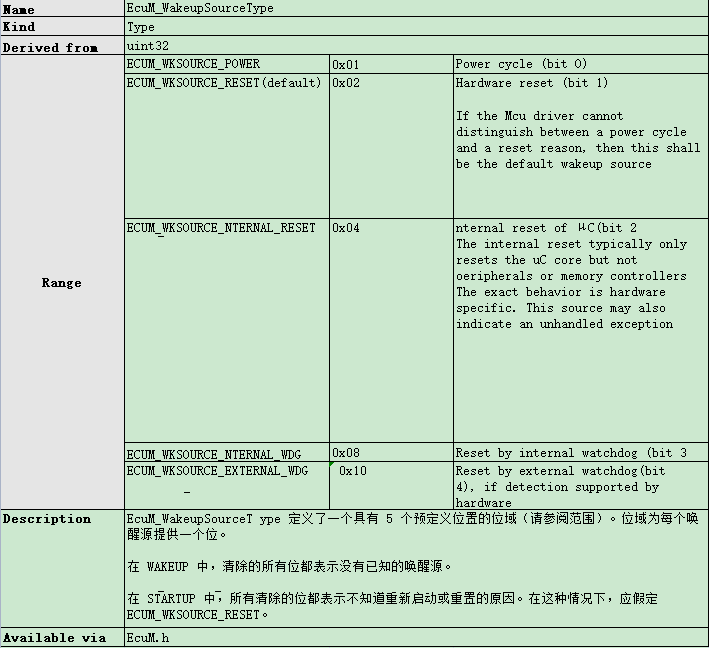 Name EcuM_WakeupSourceType
Kind Type
Derived from uint32
ECUM_WKSOURCE_POWER 0x01 Power cycle (bit 0)
ECUM_WKSOURCE_RESET(default) 0x02 Hardware reset (bit 1)
If the Mcu driver cannot
distinguish between a power cycle
and a reset reason, then this shall
be the default wakeup source
Range
ECUM_WKSOURCE_NTERNAL_RESET 0x04 nternal reset of μC(bit 2
The internal reset typically only
resets the uC core but not
oeripherals or memory controllers
The exact behavior is hardware
specific. This source may also
indicate an unhandled exception
ECUM_WKSOURCE_NTERNAL_WDG 0x08 Reset by internal watchdog (bit 3
ECUM_WKSOURCE_EXTERNAL_WDG 0x10 Reset by external watchdog(bit
4), if detection supported by
hardware
Description EcuM_WakeupSourceT ype 定义了一个具有 5 个预定义位置的位域（请参阅范围）。位域为每个唤
醒源提供一个位。
在 WAKEUP 中，清除的所有位都表示没有已知的唤醒源。
在 STARTUP 中，所有清除的位都表示不知道重新启动或重置的原因。在这种情况下，应假定
ECUM_WKSOURCE_RESET。
Available via EcuM.h